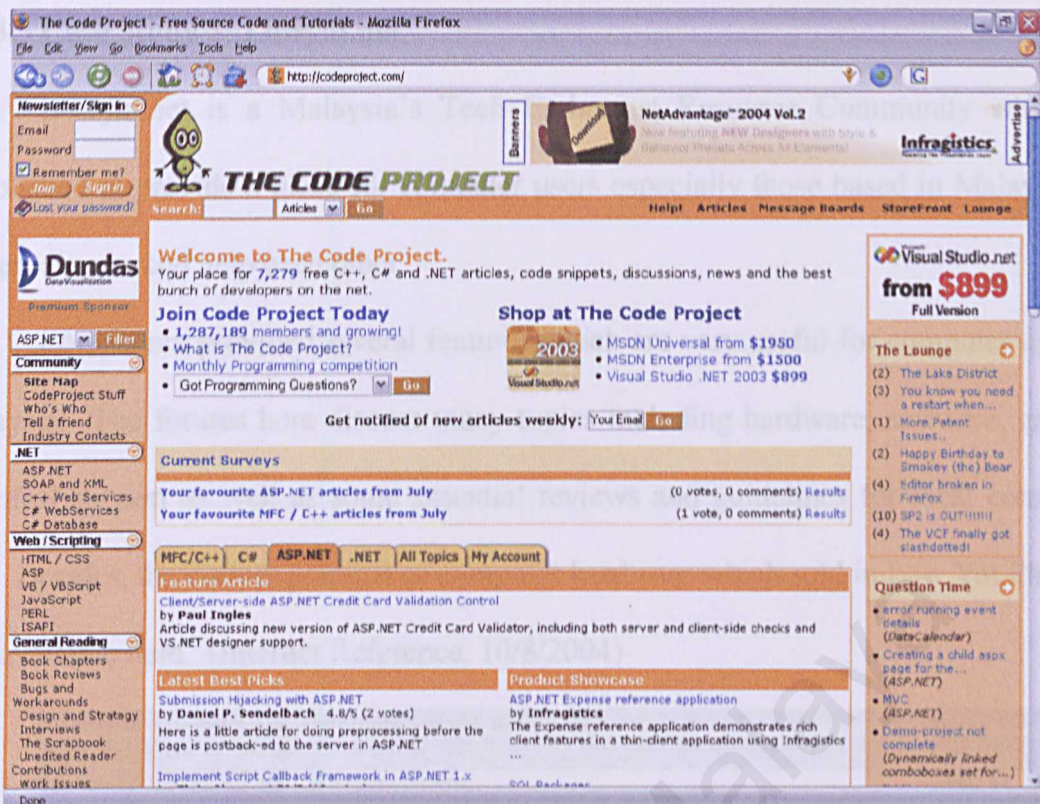 The Code Project - Free Source Code and Tutorials - Mozilla Firefox
File Edit View Go Bookmarks Tools Help
http://codeproject.com/
G
Newsletter/Sign in
Email
Password
Remember me?
Join Sign in
Lost your password?
THE CODE PROJECT
Banners
Download
NetAdvantage™ 2004 Vol.2
Now featuring NEW Designers with Style &
Behavior Presets Across All Elements!
Infragistics
Advertise
Search: Articles Go
Help! Articles Message Boards StoreFront Lounge
Dundas
Data Visualization
Premium Sponsor
ASP.NET Filter
Community
Site Map
CodeProject Stuff
Who's Who
Tell a friend
Industry Contacts
.NET
ASP.NET
SOAP and XML
C++ Web Services
C# WebServices
C# Database
Web / Scripting
HTML / CSS
ASP
VB / VBScript
JavaScript
PERL
ISAPI
General Reading
Book Chapters
Book Reviews
Bugs and
Workarounds
Design and Strategy
Interviews
The Scrapbook
Unedited Reader
Contributions
Work Issues
Welcome to The Code Project.
Your place for 7,279 free C++, C# and .NET articles, code snippets, discussions, news and the best
bunch of developers on the net.
Join Code Project Today
• 1,287,189 members and growing!
• What is The Code Project?
• Monthly Programming competition
• Got Programming Questions? Go
Shop at The Code Project
2003
Visual Studio.net
• MSDN Universal from $1950
• MSDN Enterprise from $1500
• Visual Studio .NET 2003 $899
Get notified of new articles weekly: Your Email Go
Current Surveys
Your favourite ASP.NET articles from July (0 votes, 0 comments) Results
Your favourite MFC / C++ articles from July (1 vote, 0 comments) Results
MFC/C++ C# ASP.NET .NET All Topics My Account
Feature Article
Client/Server-side ASP.NET Credit Card Validation Control
by Paul Ingles
Article discussing new version of ASP.NET Credit Card Validator, including both server and client-side checks and
VS.NET designer support.
Latest Best Picks
Submission Hijacking with ASP.NET
by Daniel P. Sendelbach 4.8/5 (2 votes)
Here is a little article for doing preprocessing before the
page is postback-ed to the server in ASP.NET
Implement Script Callback Framework in ASP.NET 1.x
Product Showcase
ASP.NET Expense reference application
by Infragistics
The Expense reference application demonstrates rich
client features in a thin-client application using Infragistics
...
SQL Packager
Visual Studio.net
from $899
Full Version
The Lounge
(2) The Lake District
(3) You know you need
a restart when...
(1) More Patent
Issues..
(2) Happy Birthday to
Smokey (the) Bear
(4) Editor broken in
FireFox
(10) SP2 is OUT!!!!!!
(4) The VCF finally got
slashdotted!
Question Time
• error running event
details
(DataCalendar)
• Creating a child aspx
page for the...
(ASP.NET)
• MVC
(ASP.NET)
• Demo-project not
complete
(Dynamically linked
comboboxes set for...)
Done